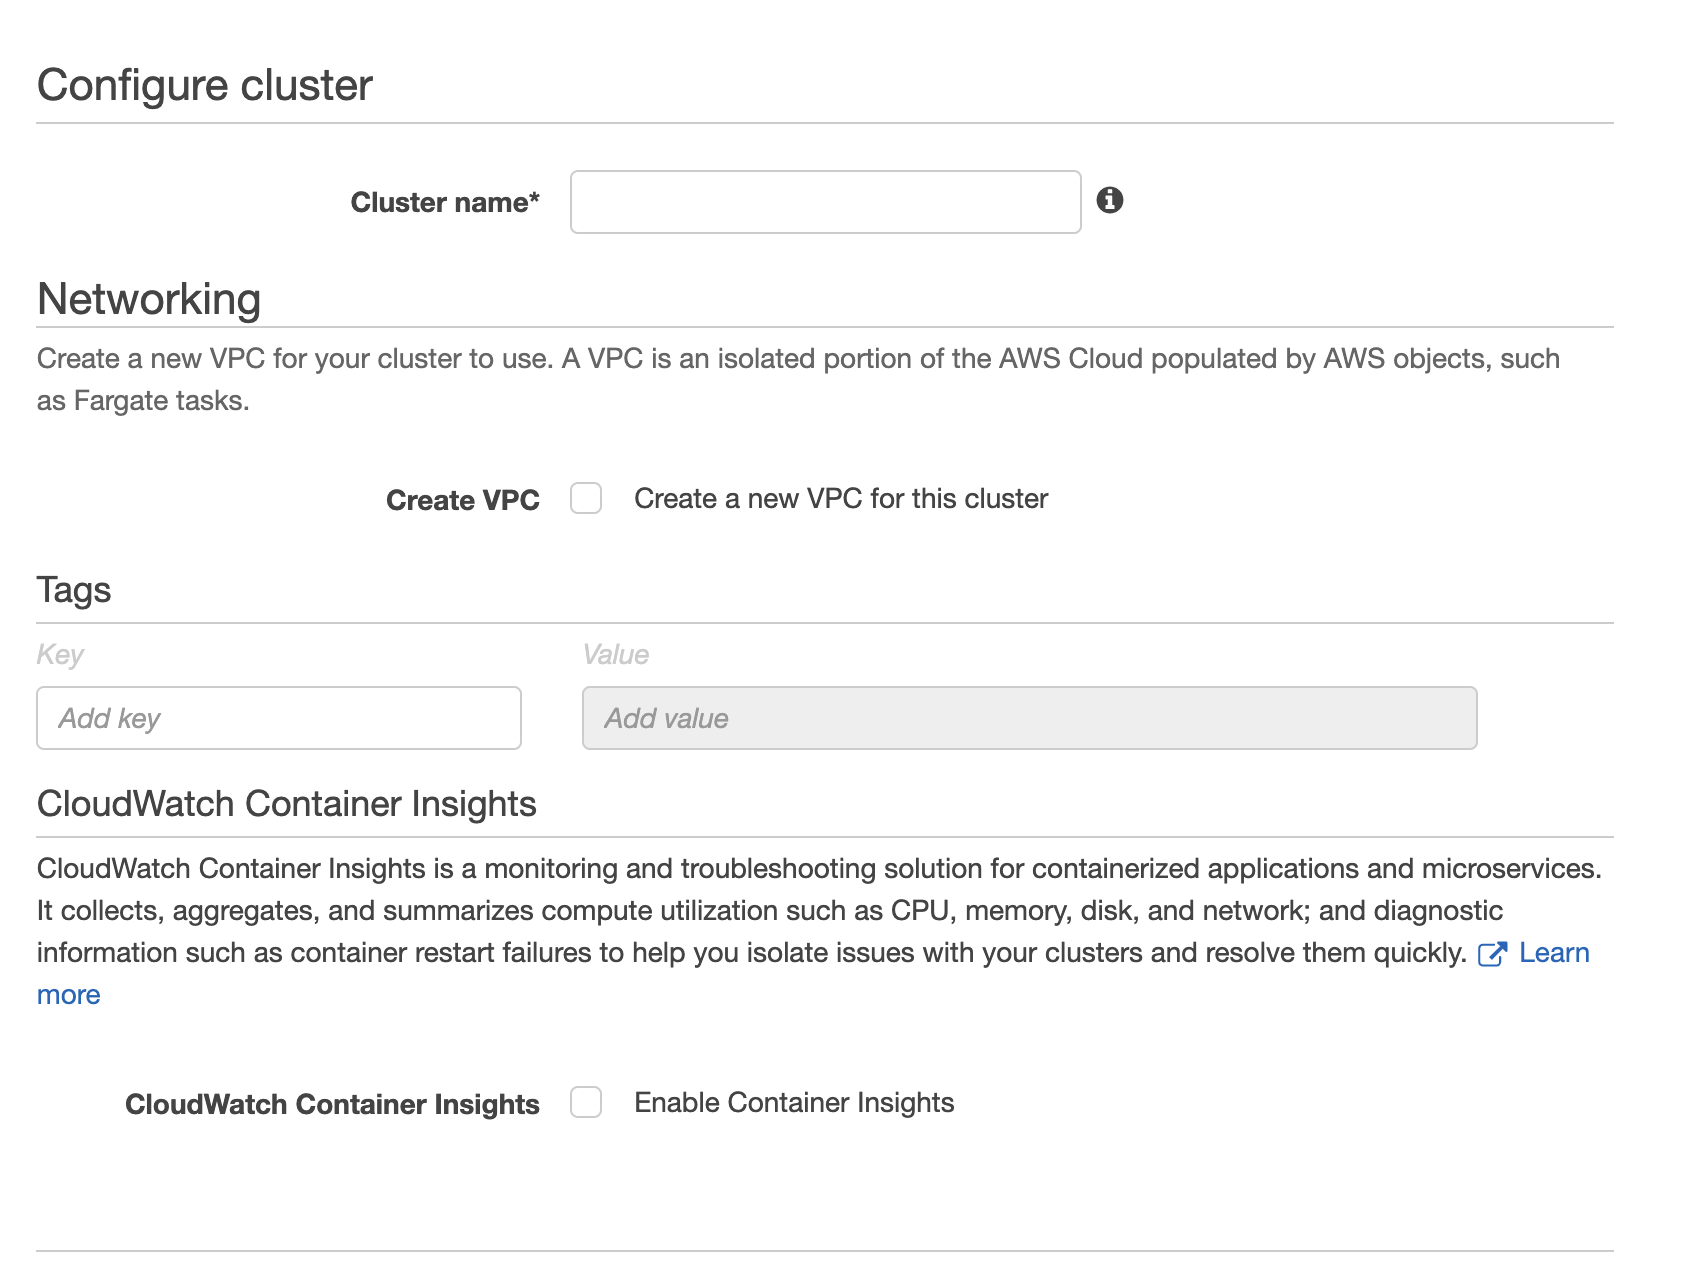 Configure cluster
Cluster name*
Networking
Create a new VPC for your cluster to use. A VPC is an isolated portion of the AWS Cloud populated by AWS objects, such
as Fargate tasks.
Create VPC Create a new VPC for this cluster
Tags
Key Value
Add key Add value
CloudWatch Container Insights
CloudWatch Container Insights is a monitoring and troubleshooting solution for containerized applications and microservices.
It collects, aggregates, and summarizes compute utilization such as CPU, memory, disk, and network; and diagnostic
information such as container restart failures to help you isolate issues with your clusters and resolve them quickly. Learn
more
CloudWatch Container Insights Enable Container Insights